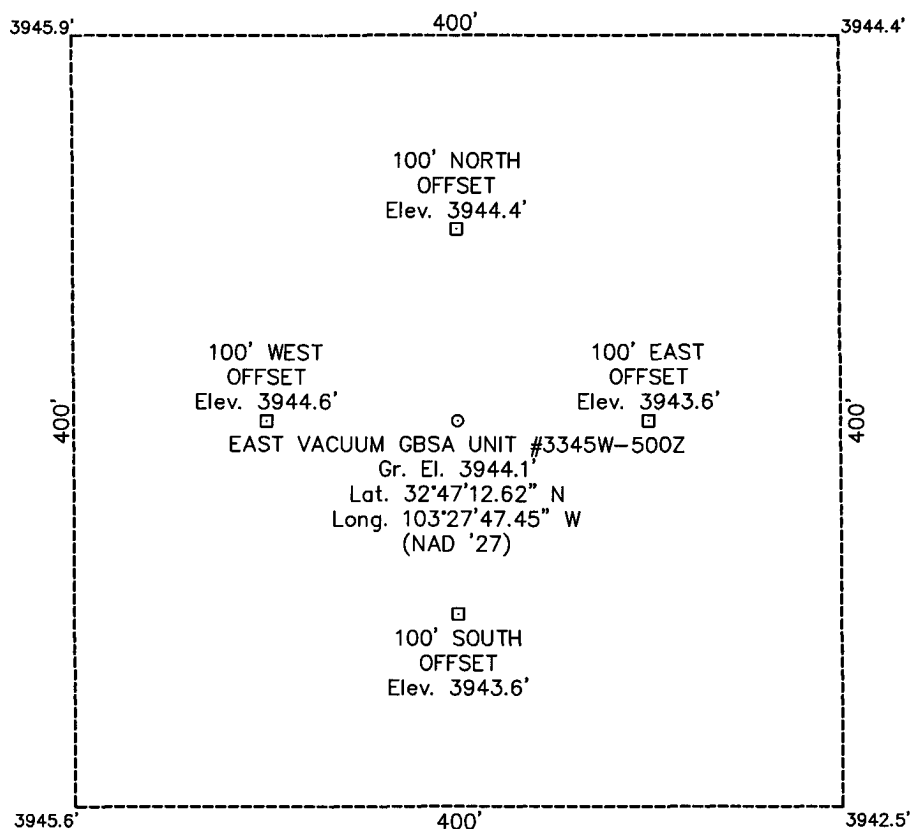 3945.9'
400'
3944.4'
100' NORTH
OFFSET
Elev. 3944.4'
100' WEST
OFFSET
Elev. 3944.6'
100' EAST
OFFSET
Elev. 3943.6'
400'
400'
EAST VACUUM GBSA UNIT #3345W-500Z
Gr. El. 3944.1'
Lat. 32°47'12.62" N
Long. 103°27'47.45" W
(NAD '27)
100' SOUTH
OFFSET
Elev. 3943.6'
3945.6'
400'
3942.5'